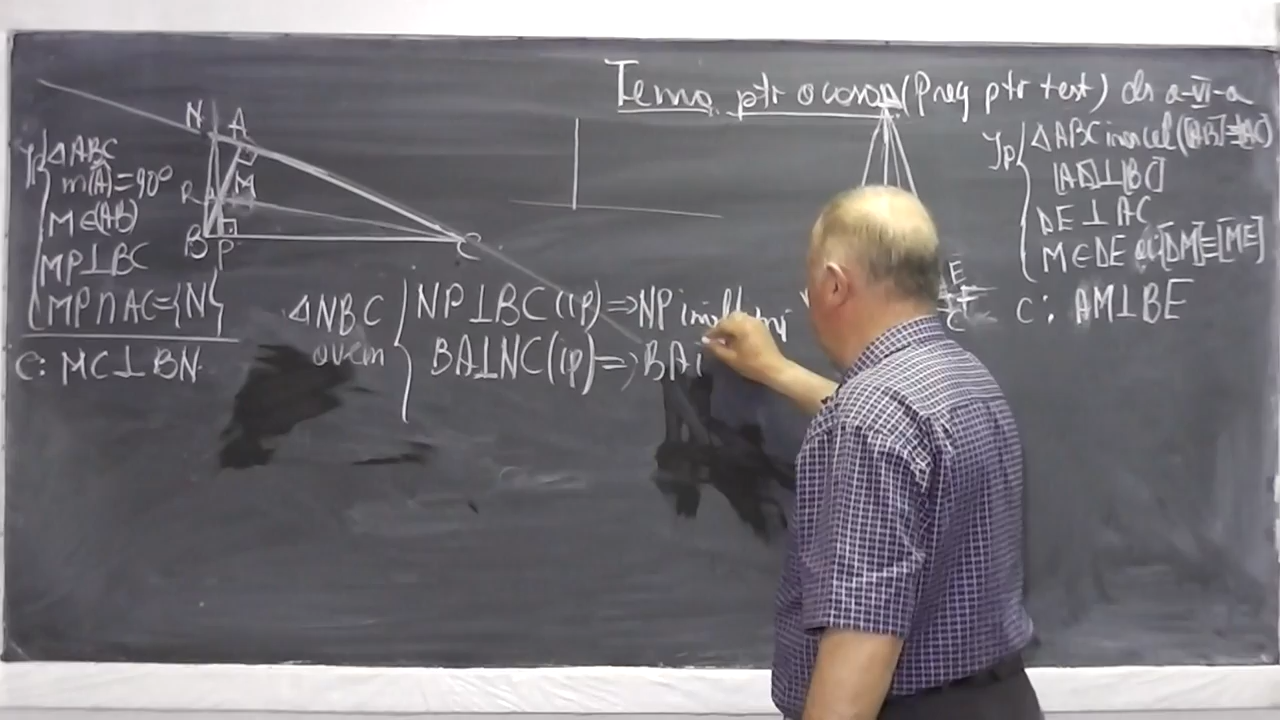 Tema ptr acasă (Preg ptr test) cls a-VI-a
N A
R M
B P C
Ip ΔABC
m(Â)=90°
M∈(AB)
MP⊥BC
MP∩AC={N}
C: MC⊥BN
ΔNBC avem
NP⊥BC(ip)⇒NP
BA⊥NC(ip)⇒BA i
E
C
Ip ΔABC isoscel([AB]≡[AC])
[AD]⊥[BC]
DE⊥AC
M∈DE aî[DM]≡[ME]
C: AM⊥BE